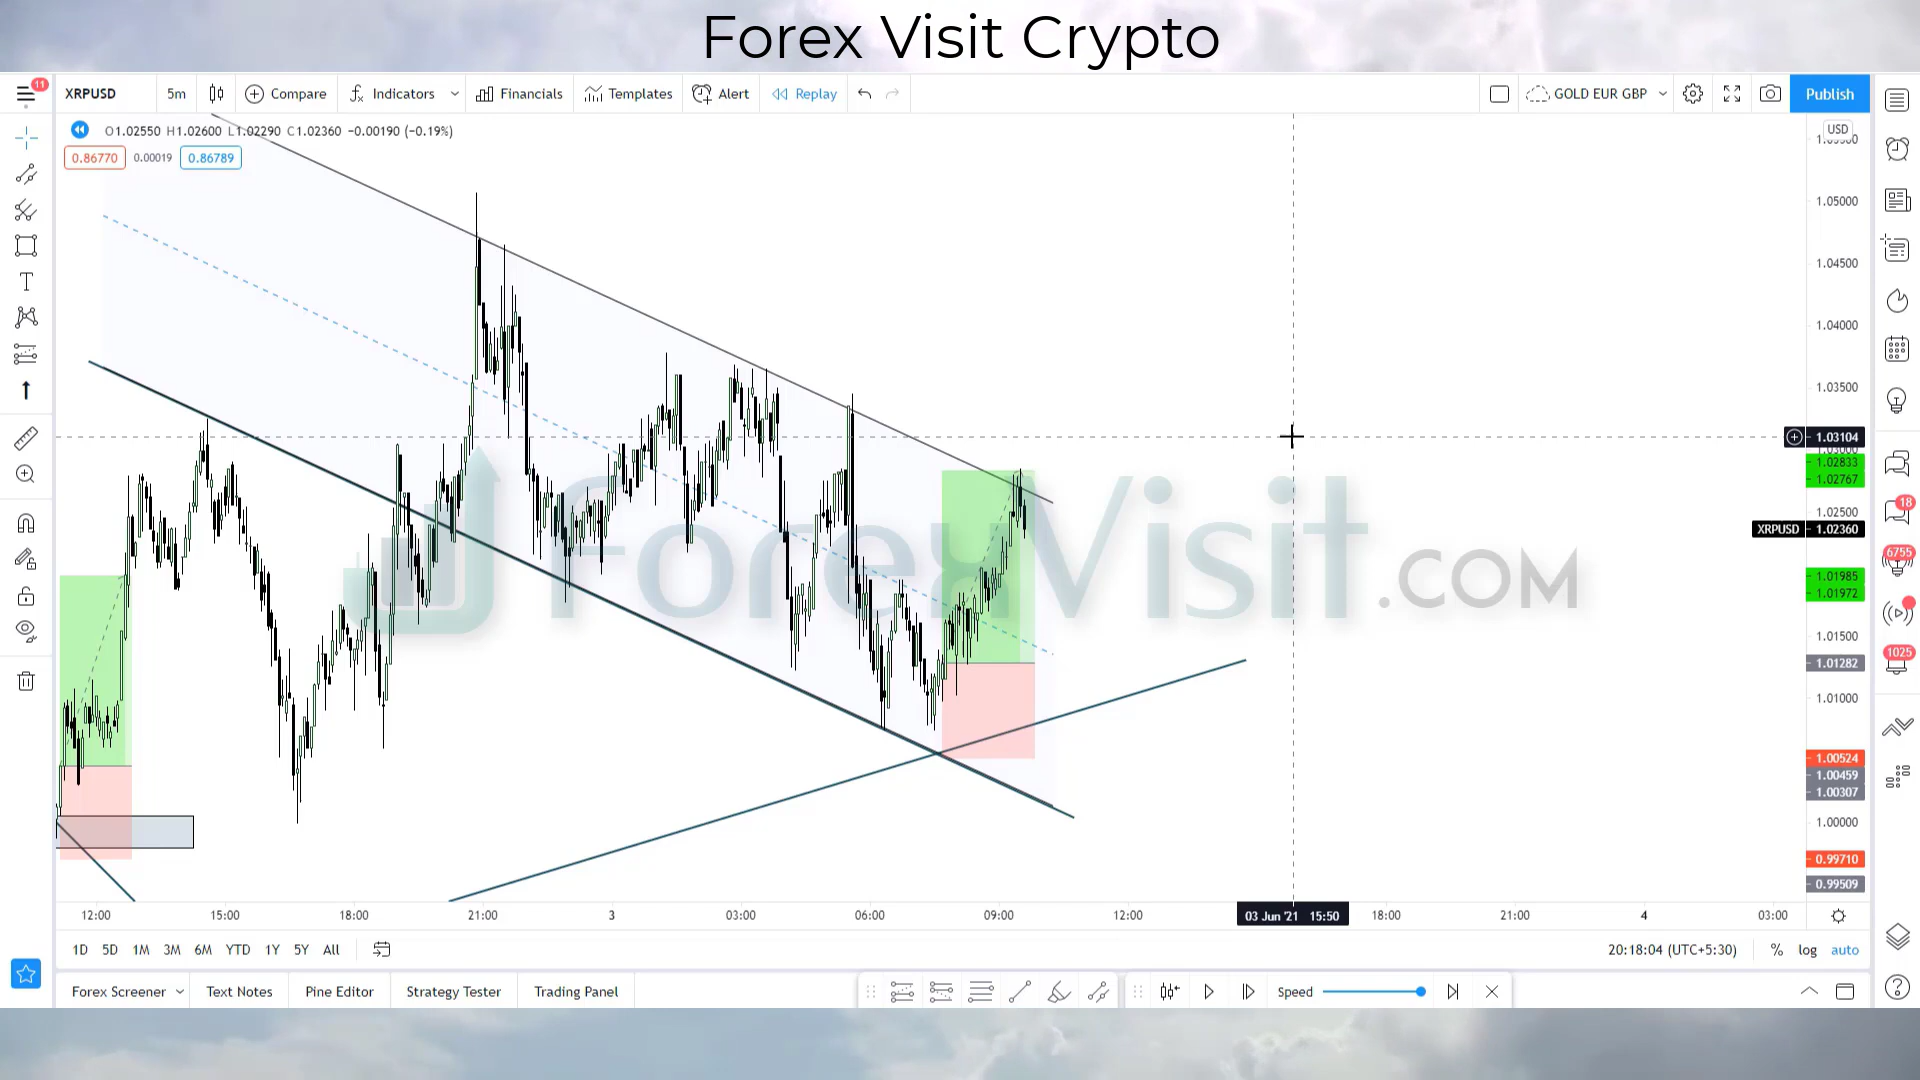 Forex Visit Crypto
11
XRPUSD 5m Compare Indicators Financials Templates Alert Replay GOLD EUR GBP Publish
O1.02550 H1.02600 L1.02290 C1.02360 −0.00190 (−0.19%)
USD
0.86770 0.00019 0.86789
1.05000
1.04500
1.04000
1.03500
1.03104
1.02833
1.02767
1.02500
XRPUSD 1.02360
1.01985
1.01972
1.01500
1.01282
1.01000
1.00524
1.00459
1.00307
1.00000
0.99710
0.99509
ForexVisit.COM
18
6755
1025
12:00 15:00 18:00 21:00 3 03:00 06:00 09:00 12:00 03 Jun '21 15:50 18:00 21:00 4 03:00
1D 5D 1M 3M 6M YTD 1Y 5Y All 20:18:04 (UTC+5:30) % log auto
Forex Screener Text Notes Pine Editor Strategy Tester Trading Panel Speed